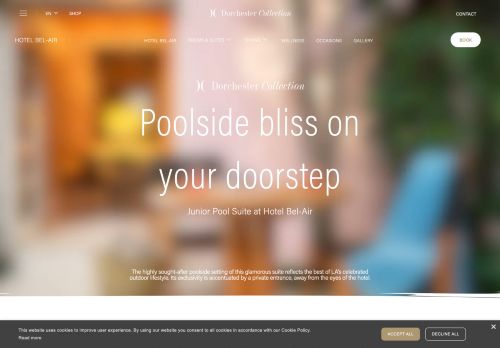 EN
SHOP
Dorchester Collection
CONTACT
HOTEL BEL-AIR
HOTEL BEL-AIR
ROOMS & SUITES
DINING
WELLNESS
OCCASIONS
GALLERY
BOOK
Dorchester Collection
Poolside bliss on
your doorstep
Junior Pool Suite at Hotel Bel-Air
The highly sought-after poolside setting of this glamorous suite reflects the best of LA's celebrated
outdoor lifestyle. Its exclusivity is accentuated by a private entrance, away from the eyes of the hotel.
This website uses cookies to improve user experience. By using our website you consent to all cookies in accordance with our Cookie Policy.
Read more
ACCEPT ALL
DECLINE ALL